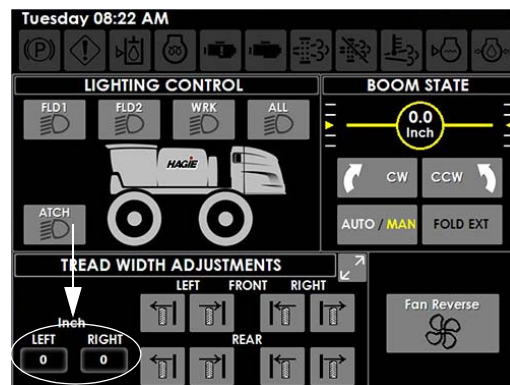 Tuesday 08:22 AM
LIGHTING CONTROL
BOOM STATE
FLD1 FLD2 WRK ALL
0.0
Inch
HAGIE
CW CCW
ATCH
AUTO / MAN FOLD EXT
TREAD WIDTH ADJUSTMENTS
LEFT FRONT RIGHT
Inch
LEFT RIGHT
0 0
REAR
Fan Reverse